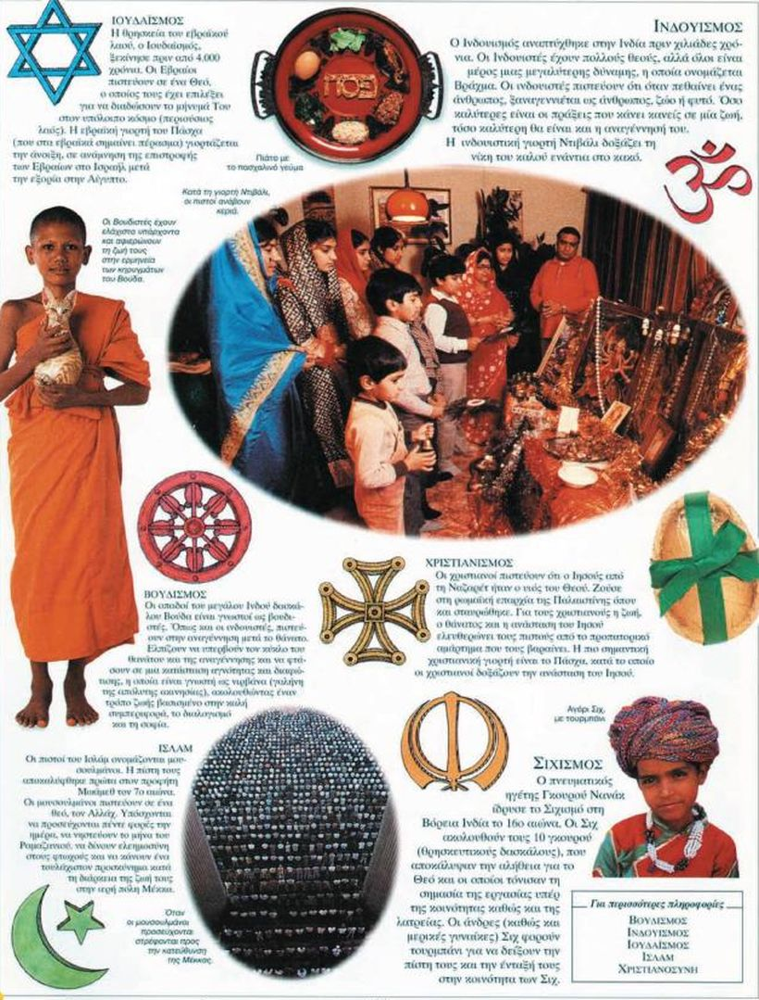 ΙΟΥΔΑΪΣΜΟΣ
Η θρησκεία του εβραϊκού
λαού, ο Ιουδαϊσμός,
ξεκίνησε πριν από 4.000
χρόνια. Οι Εβραίοι
πιστεύουν σε ένα Θεό,
ο οποίος τους έχει επιλέξει
για να διαδώσουν το μήνυμά Του
στον υπόλοιπο κόσμο (περιούσιος
λαός). Η εβραϊκή γιορτή του Πάσχα
(που στα εβραϊκά σημαίνει πέρασμα) γιορτάζεται
την άνοιξη, σε ανάμνηση της επιστροφής
των Εβραίων στο Ισραήλ μετά
την εξορία στην Αίγυπτο.
פסח
Πιάτο με
το πασχαλινό γεύμα
ΙΝΔΟΥΙΣΜΟΣ
Ο Ινδουισμός αναπτύχθηκε στην Ινδία πριν χιλιάδες χρό-
νια. Οι Ινδουιστές έχουν πολλούς θεούς, αλλά όλοι είναι
μέρος μιας μεγαλύτερης δύναμης, η οποία ονομάζεται
Βράχμα. Οι ινδουιστές πιστεύουν ότι όταν πεθαίνει ένας
άνθρωπος, ξαναγεννιέται ως άνθρωπος, ζώο ή φυτό. Όσο
καλύτερες είναι οι πράξεις που κάνει κανείς σε μία ζωή,
τόσο καλύτερη θα είναι και η αναγέννησή του.
Η ινδουιστική γιορτή Ντιβάλι δοξάζει τη
νίκη του καλού ενάντια στο κακό.
ॐ
Κατά τη γιορτή Ντιβάλι,
οι πιστοί ανάβουν
κεριά.
Οι Βουδιστές έχουν
ελάχιστα υπάρχοντα
και αφιερώνουν
τη ζωή τους
στην ερμηνεία
των κηρυγμάτων
του Βούδα.
ΒΟΥΔΙΣΜΟΣ
Οι οπαδοί του μεγάλου Ινδού δασκά-
λου Βούδα είναι γνωστοί ως βουδι-
στές. Όπως και οι ινδουιστές, πιστεύ-
ουν στην αναγέννηση μετά το θάνατο.
Ελπίζουν να υπερβούν τον κύκλο του
θανάτου και της αναγέννησης και να φτά-
σουν σε μια κατάσταση αγνότητας και διαφώ-
τισης, η οποία είναι γνωστή ως νιρβάνα (γαλήνη
της απόλυτης ακινησίας), ακολουθώντας έναν
τρόπο ζωής βασισμένο στην καλή
συμπεριφορά, το διαλογισμό
και τη σοφία.
ΧΡΙΣΤΙΑΝΙΣΜΟΣ
Οι χριστιανοί πιστεύουν ότι ο Ιησούς από
τη Ναζαρέτ ήταν ο υιός του Θεού. Ζούσε
στη ρωμαϊκή επαρχία της Παλαιστίνης όπου
και σταυρώθηκε. Για τους χριστιανούς η ζωή,
ο θάνατος και η ανάσταση του Ιησού
ελευθερώνει τους πιστούς από το προπατορικό
αμάρτημα που τους βαραίνει. Η πιο σημαντική
χριστιανική γιορτή είναι το Πάσχα, κατά το οποίο
οι χριστιανοί δοξάζουν την ανάσταση του Ιησού.
ΙΣΛΑΜ
Οι πιστοί του Ισλάμ ονομάζονται μου-
σουλμάνοι. Η πίστη τους
αποκαλύφθηκε πρώτα στον προφήτη
Μωάμεθ τον 7ο αιώνα.
Οι μουσουλμάνοι πιστεύουν σε ένα
θεό, τον Αλλάχ. Υπόσχονται
να προσεύχονται πέντε φορές την
ημέρα, να νηστεύουν το μήνα του
Ραμαζανιού, να δίνουν ελεημοσύνη
στους φτωχούς και να κάνουν ένα
τουλάχιστον προσκύνημα κατά
τη διάρκεια της ζωή τους
στην ιερή πόλη Μέκκα.
Όταν
οι μουσουλμάνοι
προσεύχονται
στρέφονται προς
την κατεύθυνση
της Μέκκας.
Αγόρι Σιχ,
με τουρμπάνι
ΣΙΧΙΣΜΟΣ
Ο πνευματικός
ηγέτης Γκουρού Νανάκ
ίδρυσε το Σιχισμό στη
Βόρεια Ινδία το 16ο αιώνα. Οι Σιχ
ακολουθούν τους 10 γκουρού
(θρησκευτικούς δασκάλους), που
αποκάλυψαν την αλήθεια για το
Θεό και οι οποίοι τόνισαν τη
σημασία της εργασίας υπέρ
της κοινότητας καθώς και της
λατρείας. Οι άνδρες (καθώς και
μερικές γυναίκες) Σιχ φορούν
τουρμπάνι για να δείξουν την
πίστη τους και την ένταξή τους
στην κοινότητα των Σιχ.
Για περισσότερες πληροφορίες
ΒΟΥΔΙΣΜΟΣ
ΙΝΔΟΥΙΣΜΟΣ
ΙΟΥΔΑΪΣΜΟΣ
ΙΣΛΑΜ
ΧΡΙΣΤΙΑΝΟΣΥΝΗ